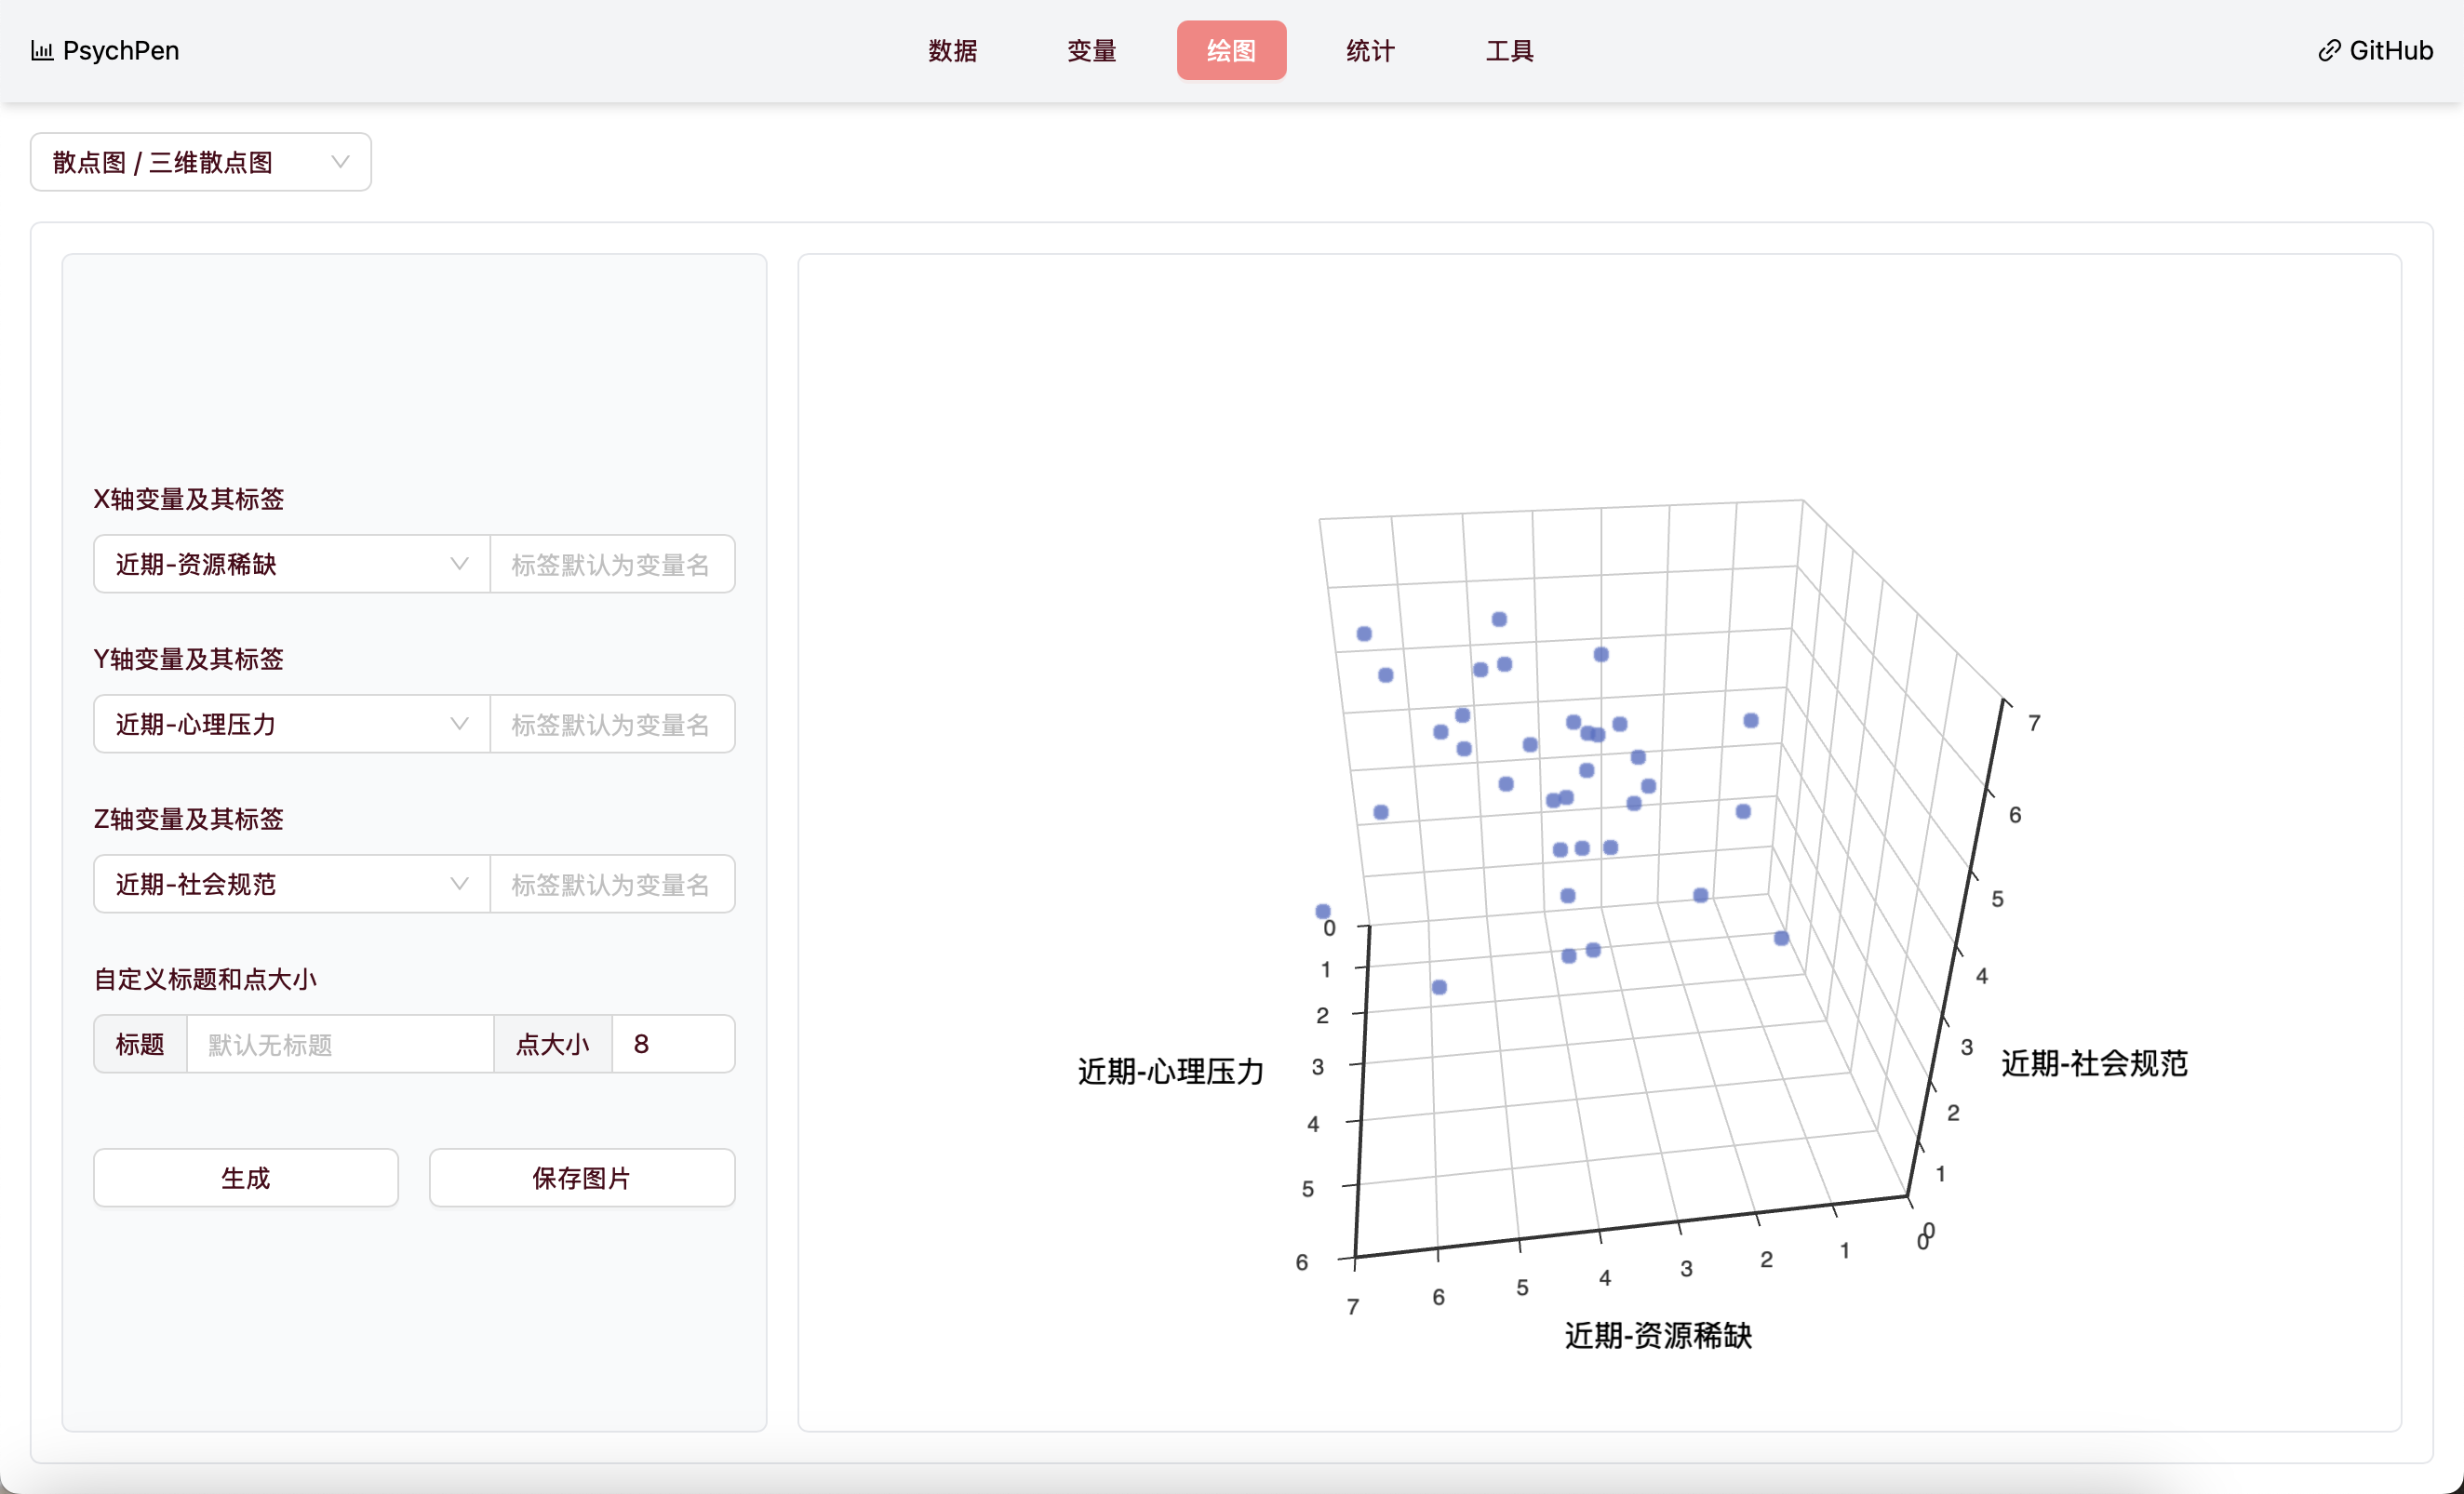 PsychPen
数据
变量
绘图
统计
工具
GitHub
散点图 / 三维散点图
X轴变量及其标签
近期-资源稀缺
标签默认为变量名
Y轴变量及其标签
近期-心理压力
标签默认为变量名
Z轴变量及其标签
近期-社会规范
标签默认为变量名
自定义标题和点大小
标题
默认无标题
点大小
8
生成
保存图片
7
6
5
4
3
2
1
0
近期-社会规范
0
1
2
3
4
5
6
近期-心理压力
7
6
5
4
3
2
1
0
近期-资源稀缺